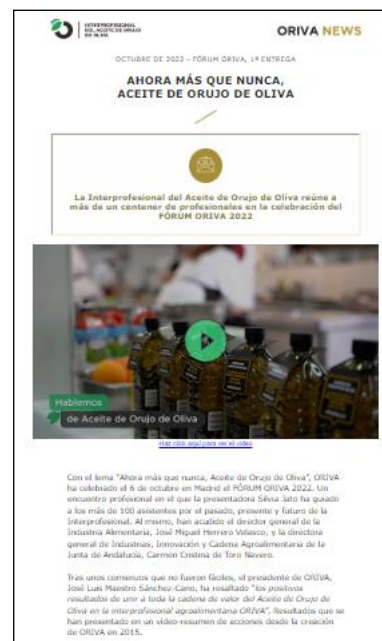 INTERPROFESIONAL
DEL ACEITE DE ORUJO
DE OLIVA
ORIVA NEWS
OCTUBRE DE 2022 - FÓRUM ORIVA, 1ª ENTREGA
AHORA MÁS QUE NUNCA,
ACEITE DE ORUJO DE OLIVA
La Interprofesional del Aceite de Orujo de Oliva reúne a
más de un centener de profesionales en la celebración del
FÓRUM ORIVA 2022
Hablemos
de Aceite de Orujo de Oliva
Haz click aquí para ver el video
Con el lema "Ahora más que nunca, Aceite de Orujo de Oliva", ORIVA
ha celebrado el 6 de octubre en Madrid el FÓRUM ORIVA 2022. Un
encuentro profesional en el que la presentadora Silvia Jato ha guiado
a los más de 100 asistentes por el pasado, presente y futuro de la
Interprofesional. Al mismo, han acudido el director general de la
Industria Alimentaria, José Miguel Herrero Velasco, y la directora
general de Industrias, Innovación y Cadena Agroalimentaria de la
Junta de Andalucía, Carmen Cristina de Toro Navero.
Tras unos comienzos que no fueron fáciles, el presidente de ORIVA,
José Luis Maestro Sánchez-Cano, ha resaltado "los positivos
resultados de unir a toda la cadena de valor del Aceite de Orujo de
Oliva en la interprofesional agroalimentaria ORIVA". Resultados que se
han presentado en un vídeo-resumen de acciones desde la creación
de ORIVA en 2015.